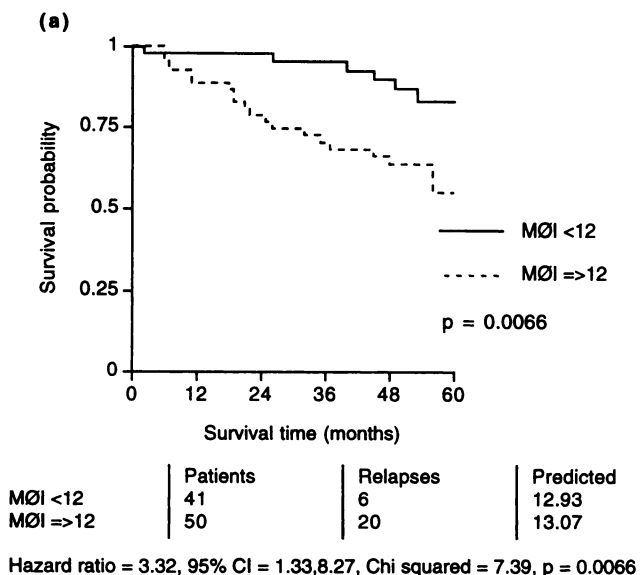 (a)
1
0.75
0.5
0.25
0
Survival probability
MØI <12
MØI =>12
p = 0.0066
0 12 24 36 48 60
Survival time (months)
Patients Relapses Predicted
MØI <12 41 6 12.93
MØI =>12 50 20 13.07
Hazard ratio = 3.32, 95% CI = 1.33,8.27, Chi squared = 7.39, p = 0.0066